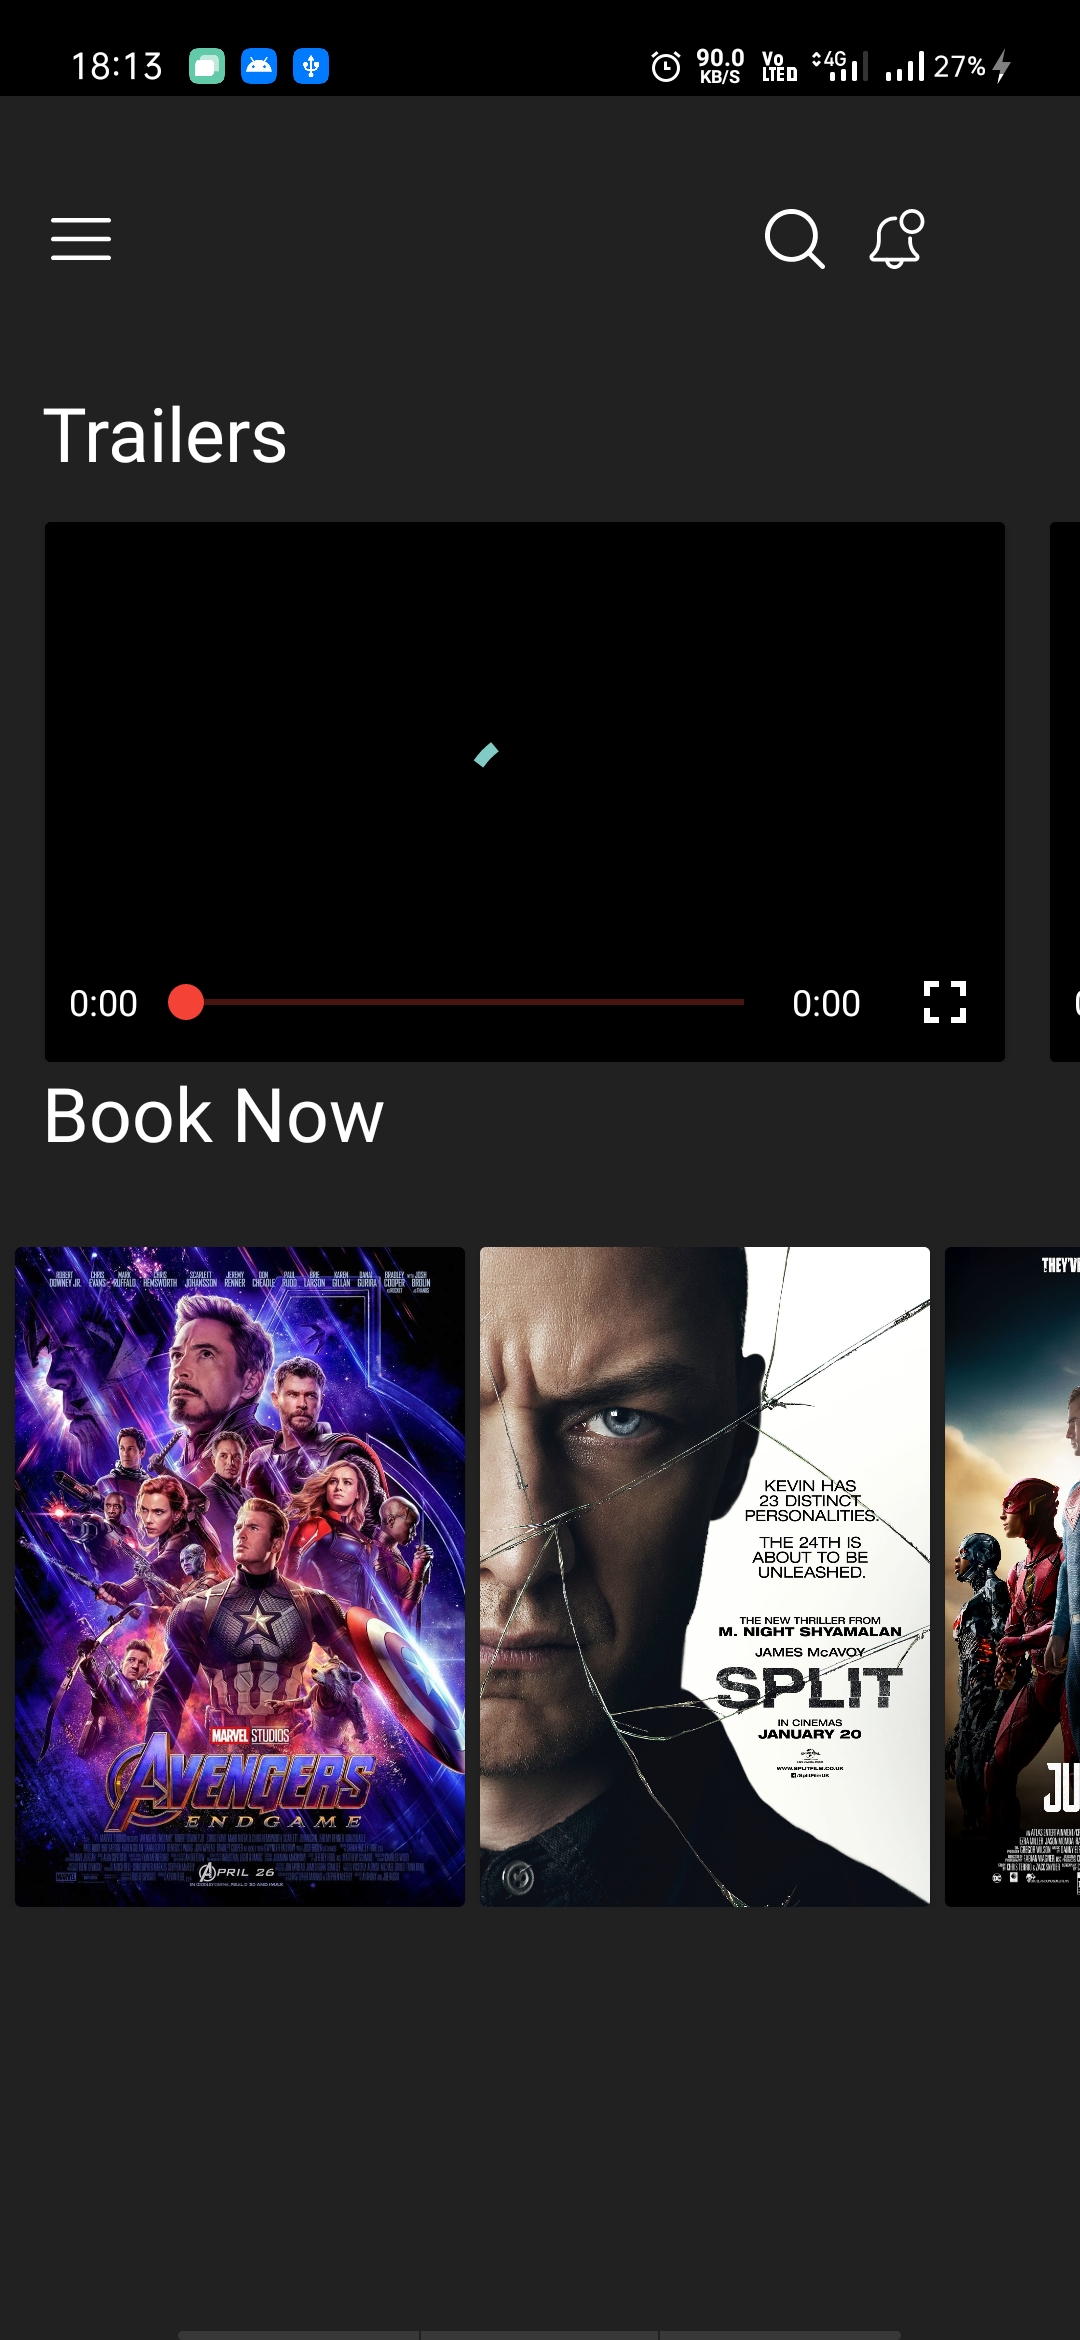 18:13
90.0 KB/S
Vo LTE
4G
27%
Trailers
0:00
0:00
Book Now
ROBERT DOWNEY JR.
CHRIS EVANS
MARK RUFFALO
CHRIS HEMSWORTH
SCARLETT JOHANSSON
JEREMY RENNER
DON CHEADLE
PAUL RUDD
BRIE LARSON
KAREN GILLAN
DANAI GURIRA
BRADLEY COOPER
JOSH BROLIN
MARVEL STUDIOS
AVENGERS
ENDGAME
APRIL 26
KEVIN HAS
23 DISTINCT
PERSONALITIES.
THE 24TH IS
ABOUT TO BE
UNLEASHED.
THE NEW THRILLER FROM
M. NIGHT SHYAMALAN
JAMES McAVOY
SPLIT
IN CINEMAS
JANUARY 20
WWW.SPLITFILM.CO.UK
/SplitFilmUK
JU